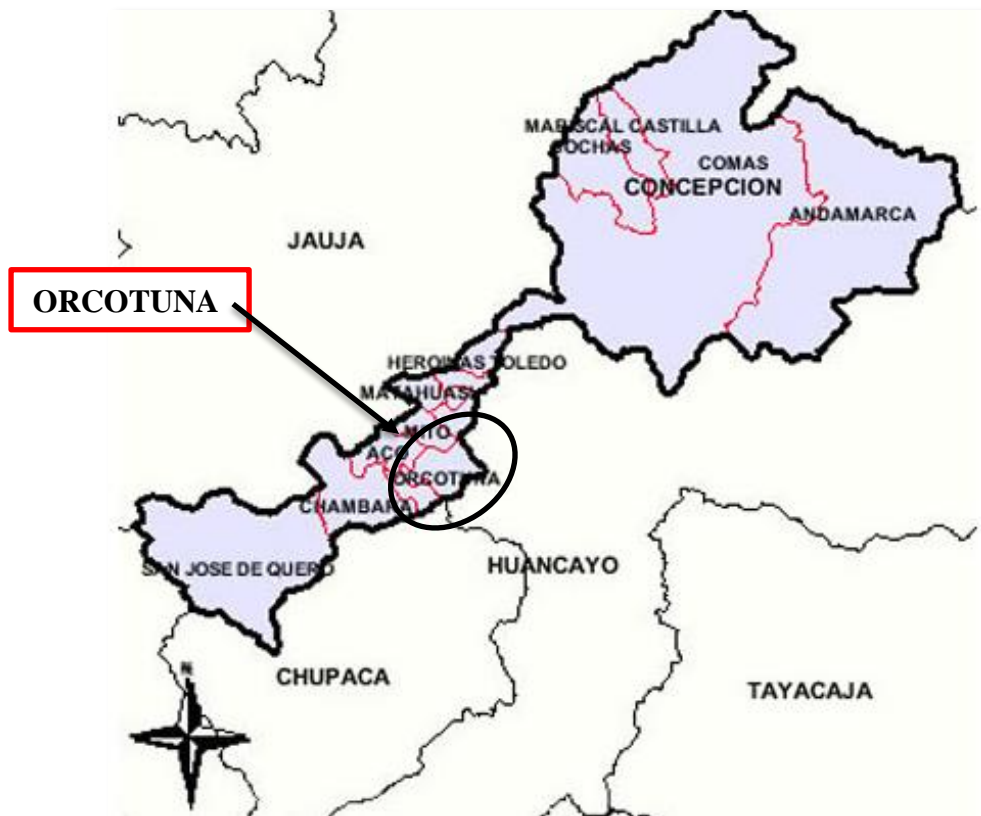 MARISCAL CASTILLA
COCHAS
COMAS
CONCEPCION
ANDAMARCA
JAUJA
ORCOTUNA
HEROINAS TOLEDO
MATAHUASI
MITO
ACO
ORCOTUNA
CHAMBARA
SAN JOSE DE QUERO
HUANCAYO
CHUPACA
TAYACAJA
N